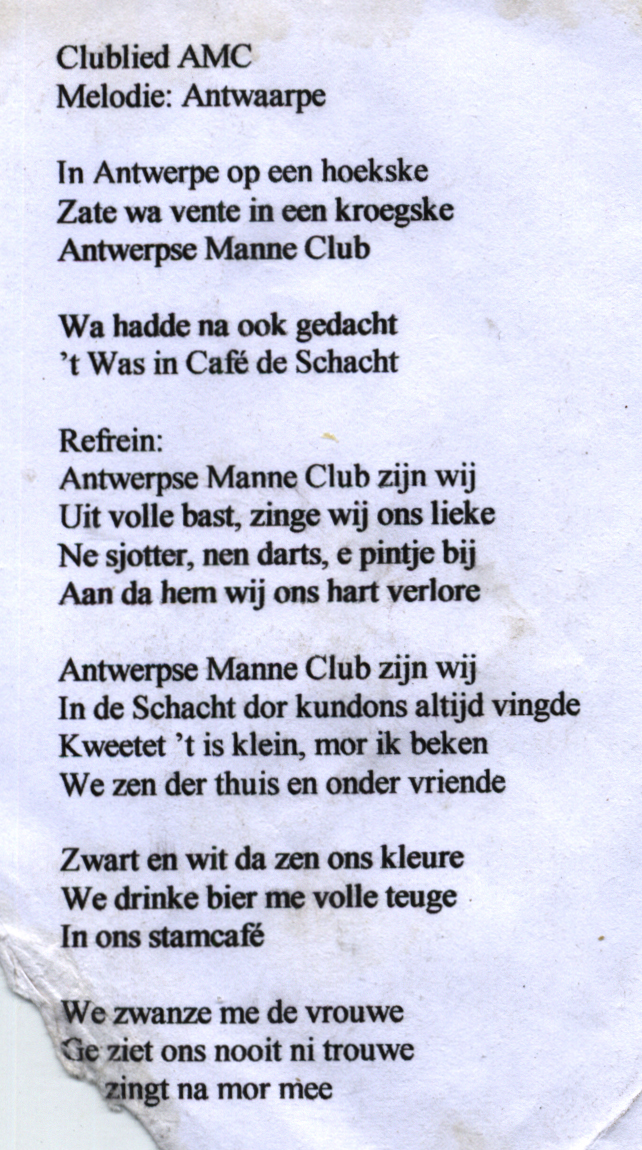 Clublied AMC
Melodie: Antwaarpe
In Antwerpe op een hoekske
Zate wa vente in een kroegske
Antwerpse Manne Club
Wa hadde na ook gedacht
’t Was in Café de Schacht
Refrein:
Antwerpse Manne Club zijn wij
Uit volle bast, zinge wij ons lieke
Ne sjotter, nen darts, e pintje bij
Aan da hem wij ons hart verlore
Antwerpse Manne Club zijn wij
In de Schacht dor kundons altijd vingde
Kweetet ’t is klein, mor ik beken
We zen der thuis en onder vriende
Zwart en wit da zen ons kleure
We drinke bier me volle teuge
In ons stamcafé
We zwanze me de vrouwe
Ge ziet ons nooit ni trouwe
zingt na mor mee